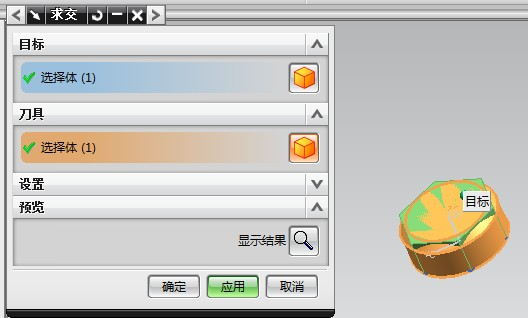 求交
目标
选择体 (1)
刀具
选择体 (1)
设置
预览
显示结果
确定 应用 取消
目标